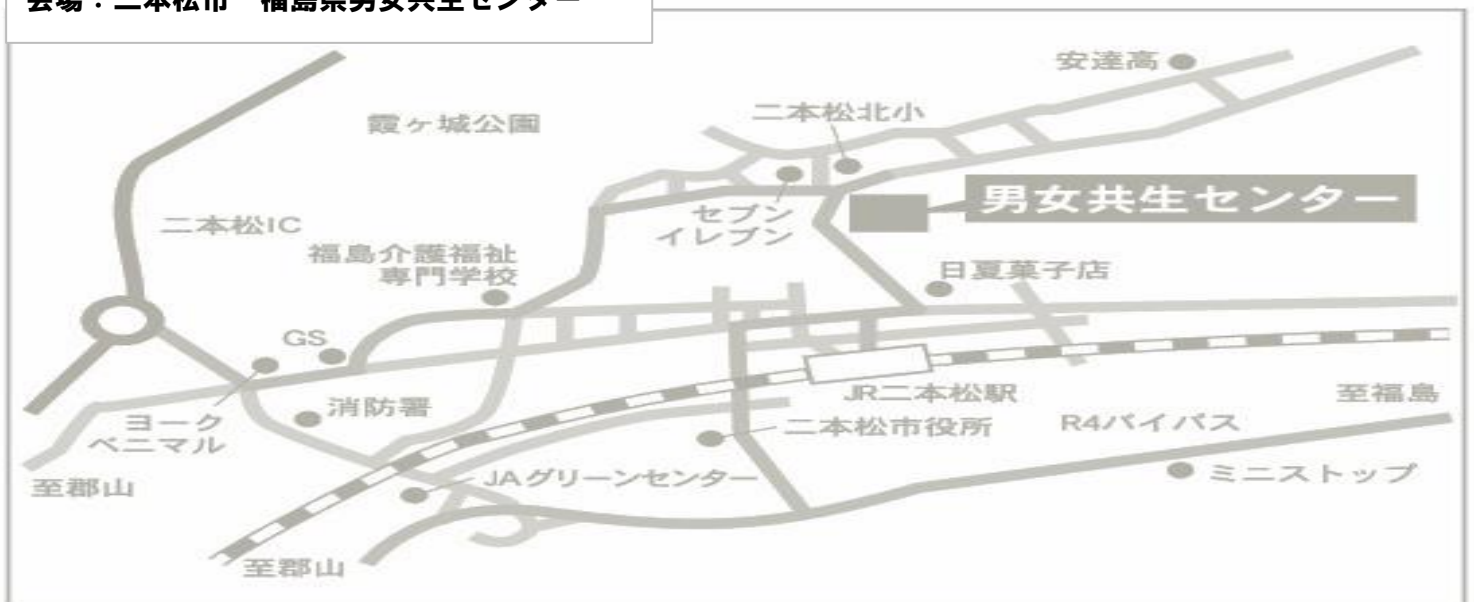 会場：二本松市　福島県男女共生センター
安達高
二本松北小
霞ヶ城公園
男女共生センター
セブン
イレブン
二本松IC
福島介護福祉
専門学校
日夏菓子店
GS
JR二本松駅
至福島
消防署
ヨーク
ベニマル
二本松市役所
R4バイパス
至郡山
JAグリーンセンター
ミニストップ
至郡山